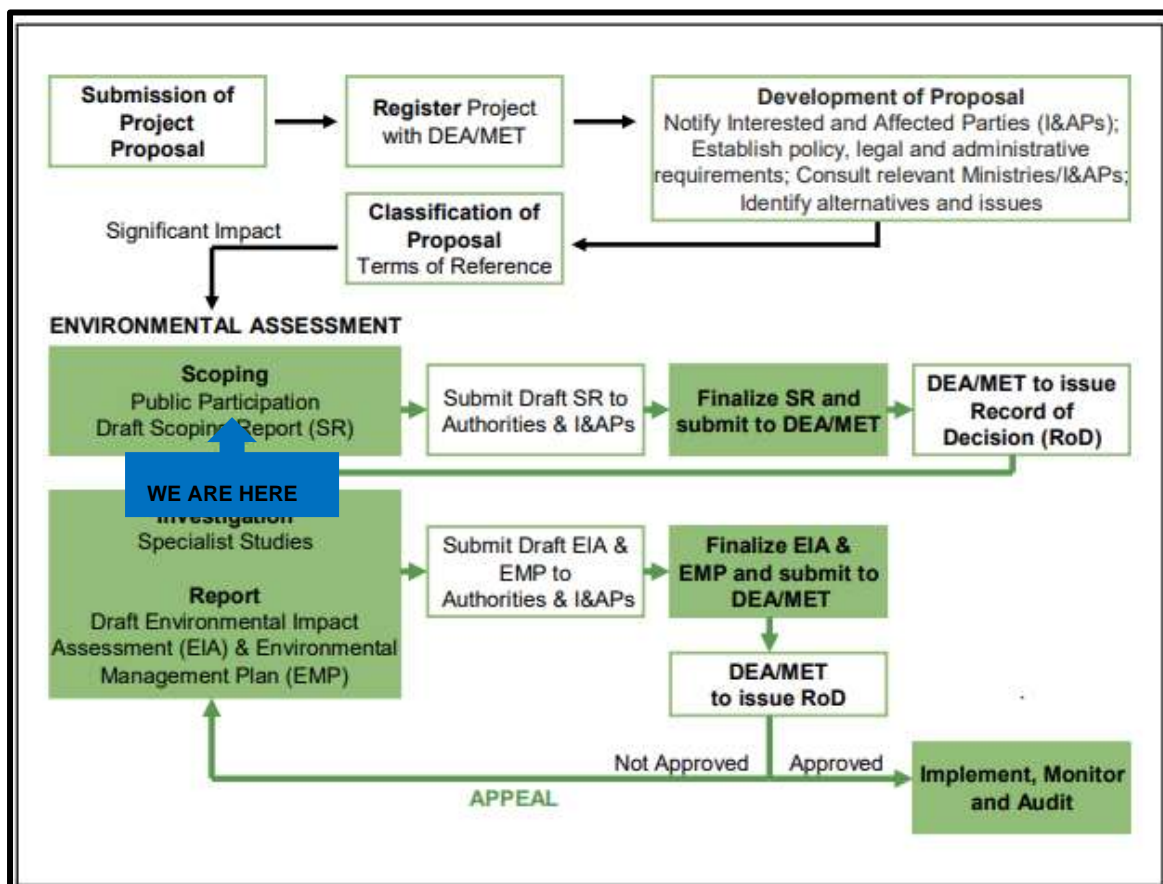 Submission of
Project
Proposal
Register Project
with DEA/MET
Development of Proposal
Notify Interested and Affected Parties (I&APs);
Establish policy, legal and administrative
requirements; Consult relevant Ministries/I&APs;
Identify alternatives and issues
Significant Impact
Classification of
Proposal
Terms of Reference
ENVIRONMENTAL ASSESSMENT
Scoping
Public Participation
Draft Scoping Report (SR)
Submit Draft SR to
Authorities & I&APs
Finalize SR and
submit to DEA/MET
DEA/MET to issue
Record of
Decision (RoD)
WE ARE HERE
Investigation
Specialist Studies
Report
Draft Environmental Impact
Assessment (EIA) & Environmental
Management Plan (EMP)
Submit Draft EIA &
EMP to
Authorities & I&APs
Finalize EIA &
EMP and submit to
DEA/MET
DEA/MET
to issue RoD
Not Approved
Approved
APPEAL
Implement, Monitor
and Audit